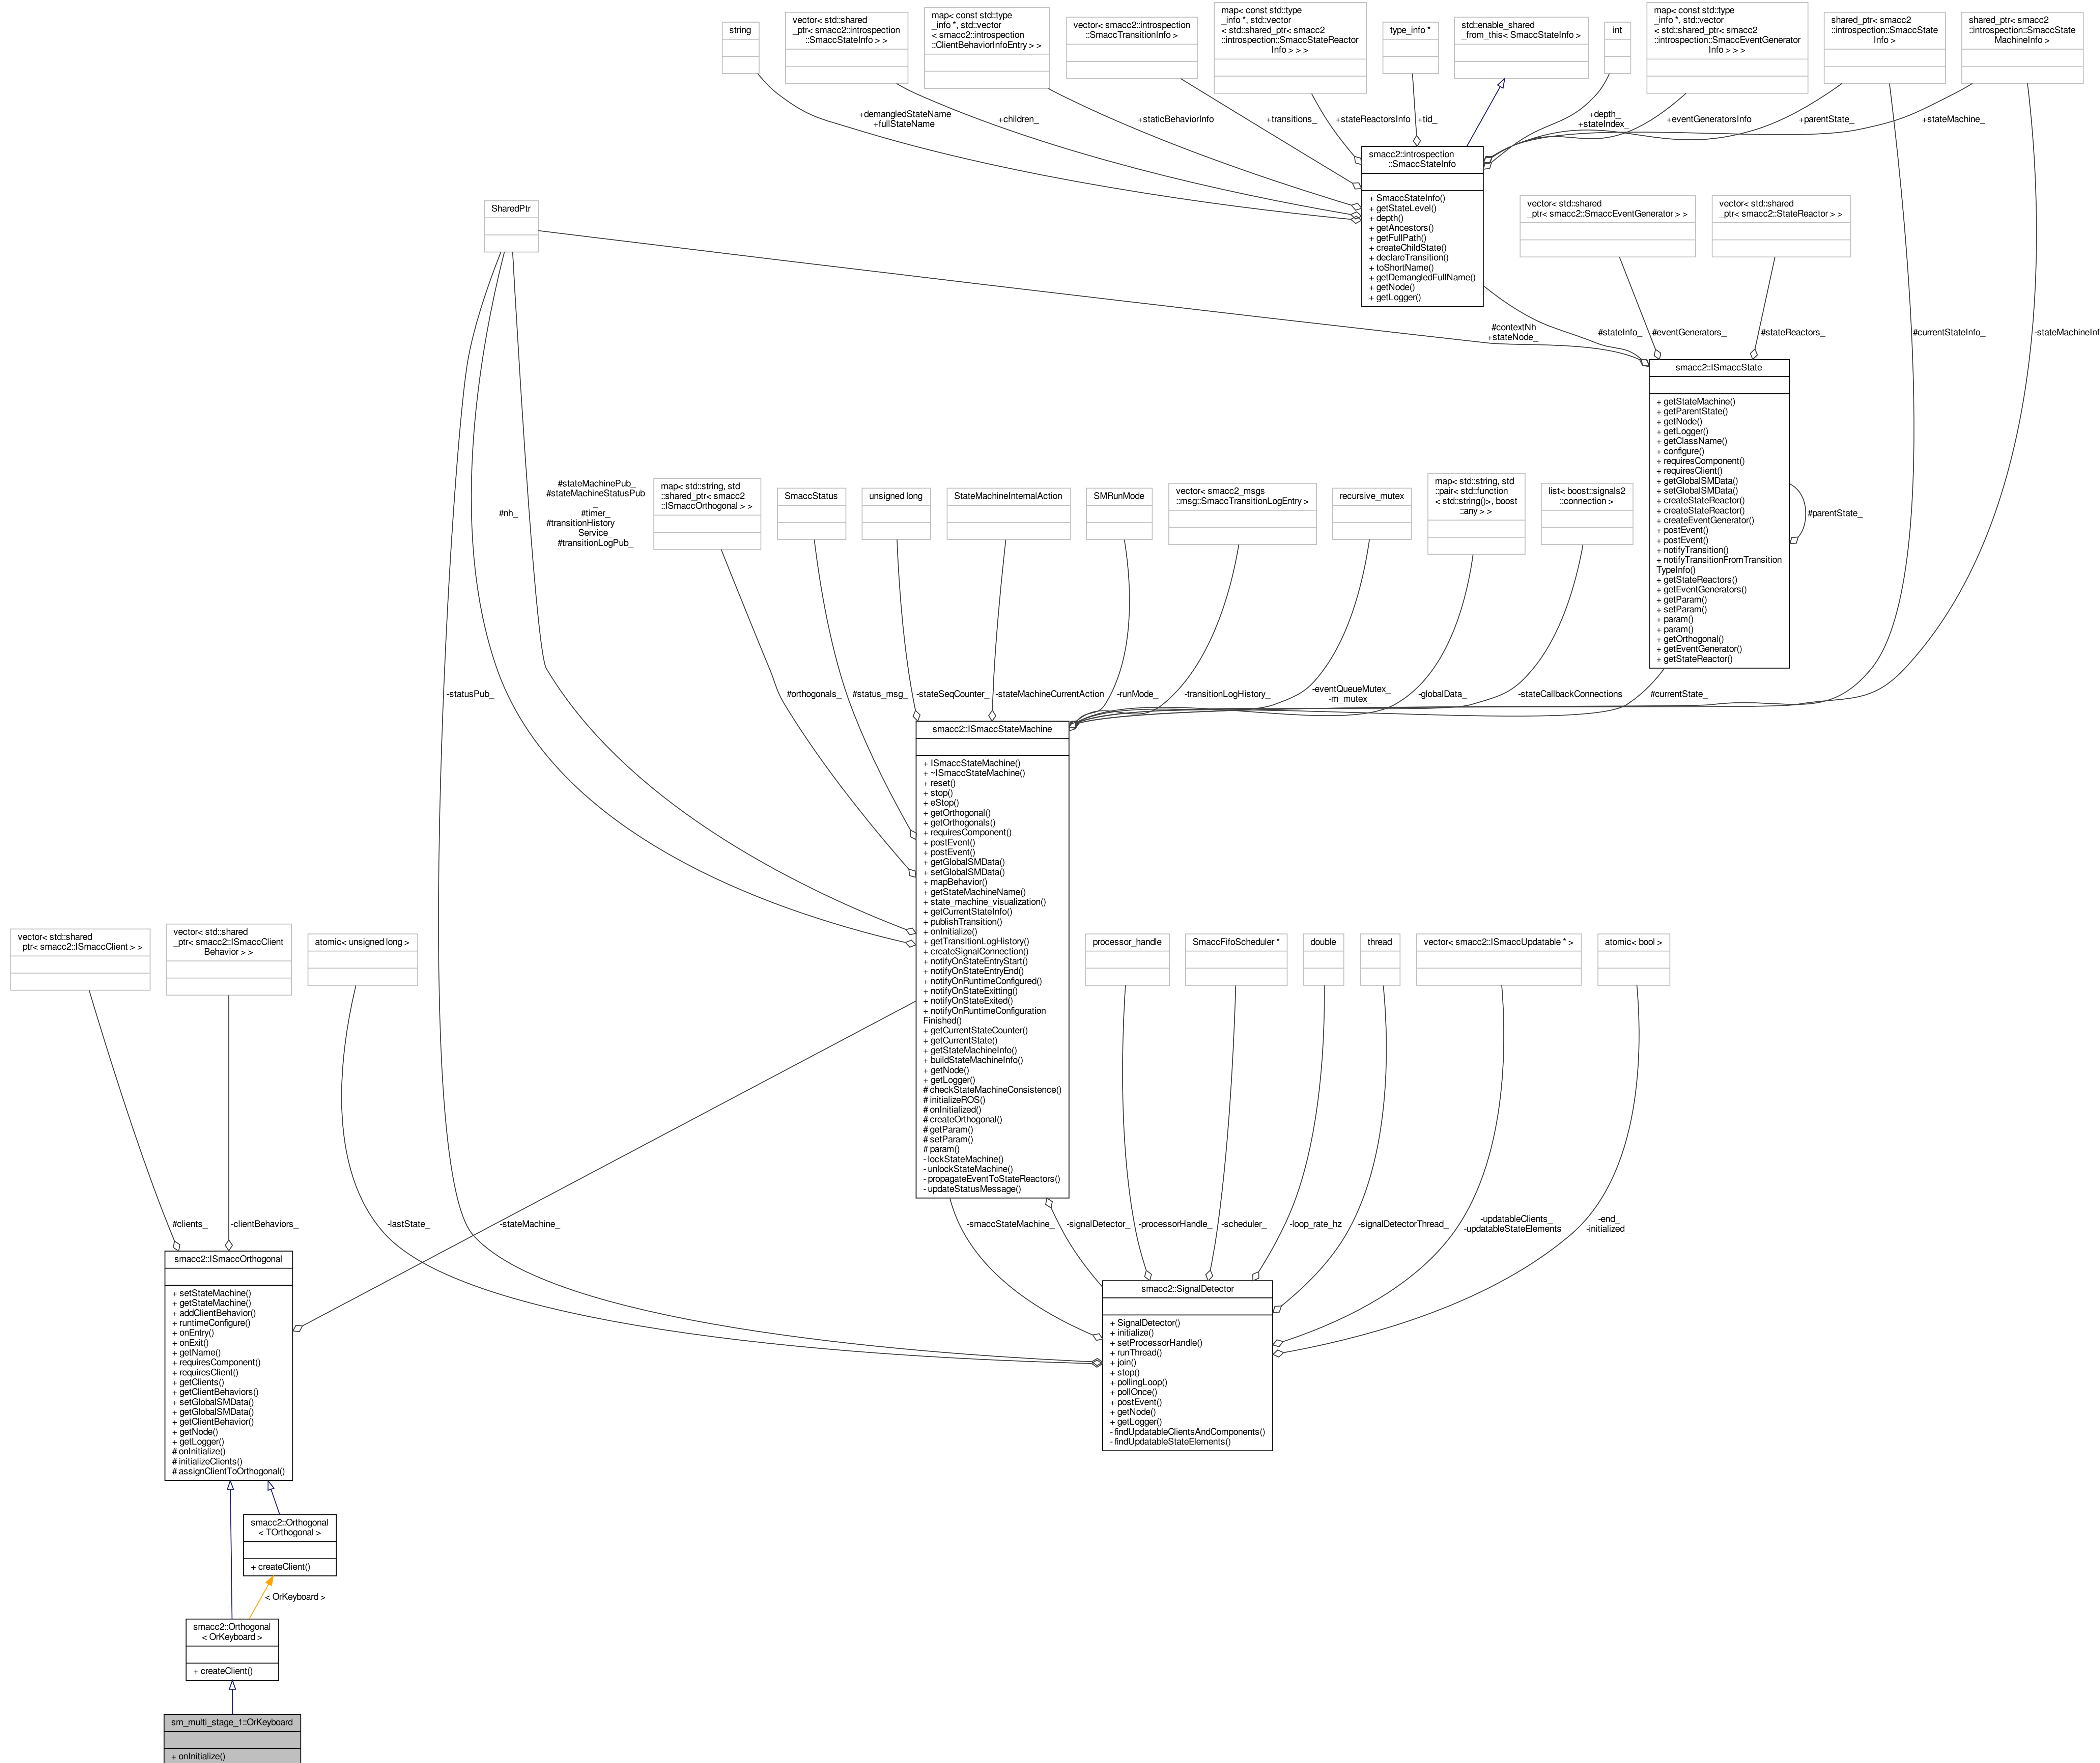 string
vector< std::shared
_ptr< smacc2::introspection
::SmaccStateInfo > >
map< const std::type
_info *, std::vector
< smacc2::introspection
::ClientBehaviorInfoEntry > >
vector< smacc2::introspection
::SmaccTransitionInfo >
map< const std::type
_info *, std::vector
< std::shared_ptr< smacc2
::introspection::SmaccStateReactor
Info > > >
type_info *
std::enable_shared
_from_this< SmaccStateInfo >
int
map< const std::type
_info *, std::vector
< std::shared_ptr< smacc2
::introspection::SmaccEventGenerator
Info > > >
shared_ptr< smacc2
::introspection::SmaccState
Info >
shared_ptr< smacc2
::introspection::SmaccState
MachineInfo >
+demangledStateName
+fullStateName
+children_
+staticBehaviorInfo
+transitions_
+stateReactorsInfo
+tid_
+depth_
+stateIndex_
+eventGeneratorsInfo
+parentState_
+stateMachine_
smacc2::introspection
::SmaccStateInfo
+ SmaccStateInfo()
+ getStateLevel()
+ depth()
+ getAncestors()
+ getFullPath()
+ createChildState()
+ declareTransition()
+ toShortName()
+ getDemangledFullName()
+ getNode()
+ getLogger()
SharedPtr
vector< std::shared
_ptr< smacc2::SmaccEventGenerator > >
vector< std::shared
_ptr< smacc2::StateReactor > >
#contextNh
+stateNode_
#stateInfo_
#eventGenerators_
#stateReactors_
#currentStateInfo_
-stateMachineInf
smacc2::ISmaccState
+ getStateMachine()
+ getParentState()
+ getNode()
+ getLogger()
+ getClassName()
+ configure()
+ requiresComponent()
+ requiresClient()
+ getGlobalSMData()
+ setGlobalSMData()
+ createStateReactor()
+ createStateReactor()
+ createEventGenerator()
+ postEvent()
+ postEvent()
+ notifyTransition()
+ notifyTransitionFromTransition
TypeInfo()
+ getStateReactors()
+ getEventGenerators()
+ getParam()
+ setParam()
+ param()
+ param()
+ getOrthogonal()
+ getEventGenerator()
+ getStateReactor()
#parentState_
#nh_
#stateMachinePub_
#stateMachineStatusPub
_
#timer_
#transitionHistory
Service_
#transitionLogPub_
map< std::string, std
::shared_ptr< smacc2
::ISmaccOrthogonal > >
SmaccStatus
unsigned long
StateMachineInternalAction
SMRunMode
vector< smacc2_msgs
::msg::SmaccTransitionLogEntry >
recursive_mutex
map< std::string, std
::pair< std::function
< std::string()>, boost
::any > >
list< boost::signals2
::connection >
-statusPub_
#orthogonals_
#status_msg_
-stateSeqCounter_
-stateMachineCurrentAction
-runMode_
-transitionLogHistory_
-eventQueueMutex_
-m_mutex_
-globalData_
-stateCallbackConnections
#currentState_
smacc2::ISmaccStateMachine
+ ISmaccStateMachine()
+ ~ISmaccStateMachine()
+ reset()
+ stop()
+ eStop()
+ getOrthogonal()
+ getOrthogonals()
+ requiresComponent()
+ postEvent()
+ postEvent()
+ getGlobalSMData()
+ setGlobalSMData()
+ mapBehavior()
+ getStateMachineName()
+ state_machine_visualization()
+ getCurrentStateInfo()
+ publishTransition()
+ onInitialize()
+ getTransitionLogHistory()
+ createSignalConnection()
+ notifyOnStateEntryStart()
+ notifyOnStateEntryEnd()
+ notifyOnRuntimeConfigured()
+ notifyOnStateExitting()
+ notifyOnStateExited()
+ notifyOnRuntimeConfiguration
Finished()
+ getCurrentStateCounter()
+ getCurrentState()
+ getStateMachineInfo()
+ buildStateMachineInfo()
+ getNode()
+ getLogger()
# checkStateMachineConsistence()
# initializeROS()
# onInitialized()
# createOrthogonal()
# getParam()
# setParam()
# param()
- lockStateMachine()
- unlockStateMachine()
- propagateEventToStateReactors()
- updateStatusMessage()
vector< std::shared
_ptr< smacc2::ISmaccClient > >
vector< std::shared
_ptr< smacc2::ISmaccClient
Behavior > >
atomic< unsigned long >
processor_handle
SmaccFifoScheduler *
double
thread
vector< smacc2::ISmaccUpdatable * >
atomic< bool >
#clients_
-clientBehaviors_
-lastState_
-stateMachine_
-smaccStateMachine_
-signalDetector_
-processorHandle_
-scheduler_
-loop_rate_hz
-signalDetectorThread_
-updatableClients_
-updatableStateElements_
-end_
-initialized_
smacc2::ISmaccOrthogonal
+ setStateMachine()
+ getStateMachine()
+ addClientBehavior()
+ runtimeConfigure()
+ onEntry()
+ onExit()
+ getName()
+ requiresComponent()
+ requiresClient()
+ getClients()
+ getClientBehaviors()
+ setGlobalSMData()
+ getGlobalSMData()
+ getClientBehavior()
+ getNode()
+ getLogger()
# onInitialize()
# initializeClients()
# assignClientToOrthogonal()
smacc2::SignalDetector
+ SignalDetector()
+ initialize()
+ setProcessorHandle()
+ runThread()
+ join()
+ stop()
+ pollingLoop()
+ pollOnce()
+ postEvent()
+ getNode()
+ getLogger()
- findUpdatableClientsAndComponents()
- findUpdatableStateElements()
smacc2::Orthogonal
< TOrthogonal >
+ createClient()
< OrKeyboard >
smacc2::Orthogonal
< OrKeyboard >
+ createClient()
sm_multi_stage_1::OrKeyboard
+ onInitialize()